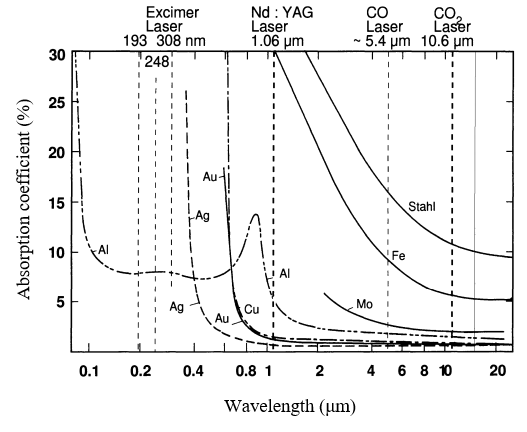 Excimer Nd : YAG CO CO₂
Laser Laser Laser Laser
193 308 nm 1.06 µm ~ 5.4 µm 10.6 µm
248
30
25
20
15
10
5
Absorption coefficient (%)
Au
Ag
Stahl
Al
Fe
Al
Ag
Au
Cu
Mo
0.1 0.2 0.4 0.8 1 2 4 6 8 10 20
Wavelength (µm)